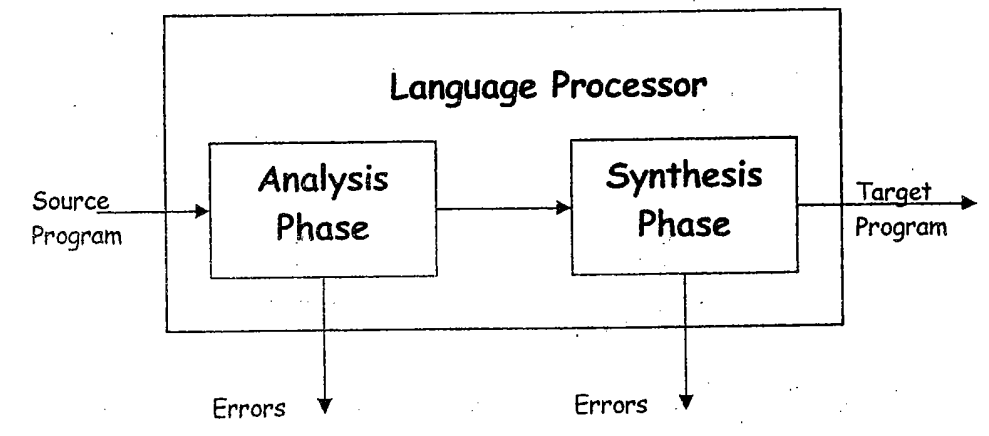 Language Processor
Source
Program
Analysis
Phase
Synthesis
Phase
Target
Program
Errors
Errors